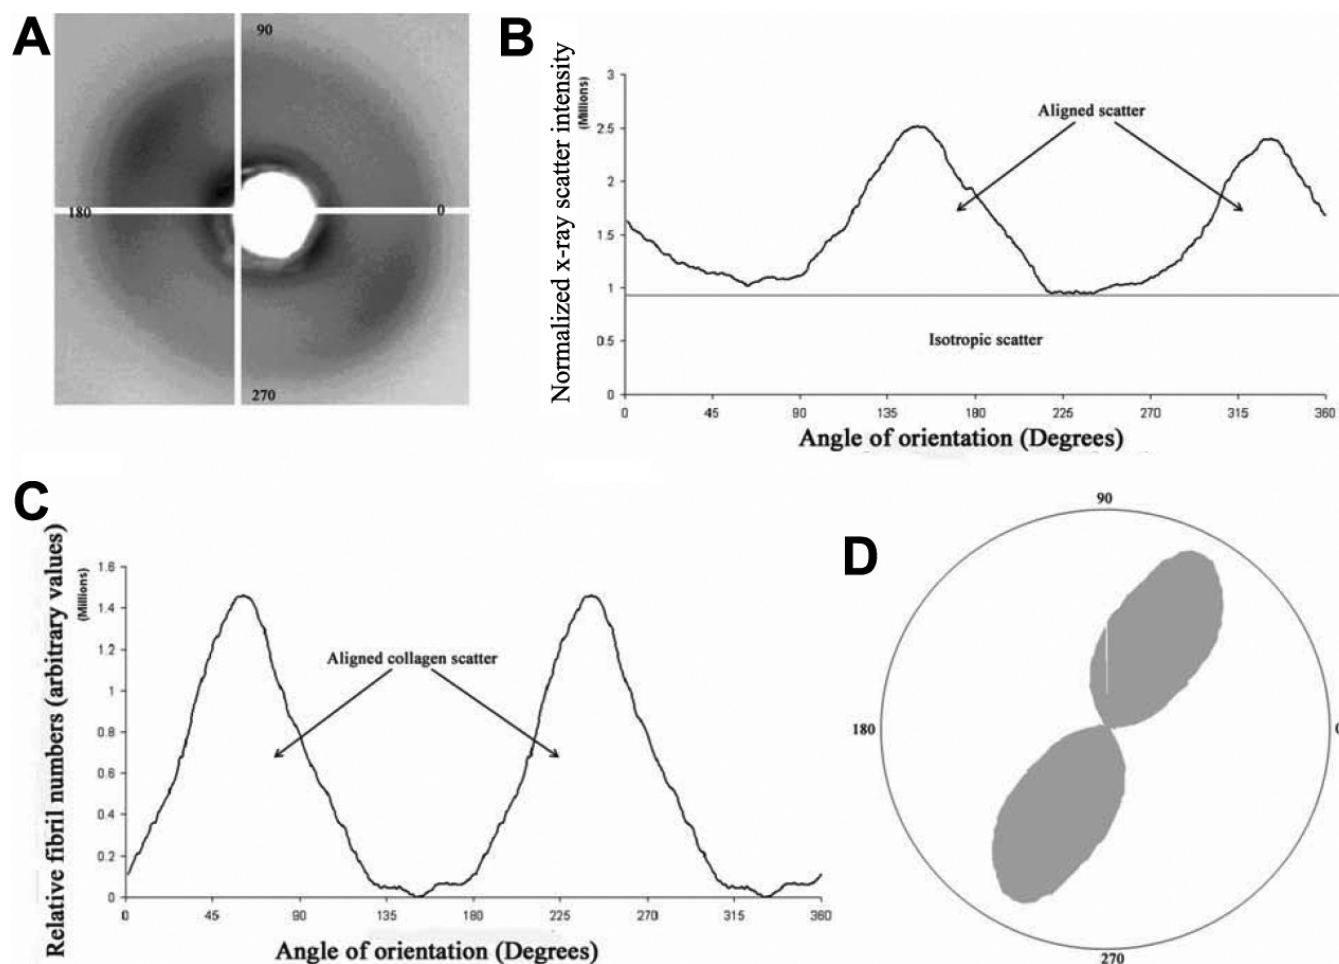 A
90
180
0
270
B
Normalized x-ray scatter intensity
(Millions)
3
2.5
2
1.5
1
0.5
0
Aligned scatter
Isotropic scatter
0 45 90 135 180 225 270 315 360
Angle of orientation (Degrees)
C
Relative fibril numbers (arbitrary values)
(Millions)
1.6
1.4
1.2
1
0.8
0.6
0.4
0.2
0
Aligned collagen scatter
0 45 90 135 180 225 270 315 360
Angle of orientation (Degrees)
D
90
180
0
270